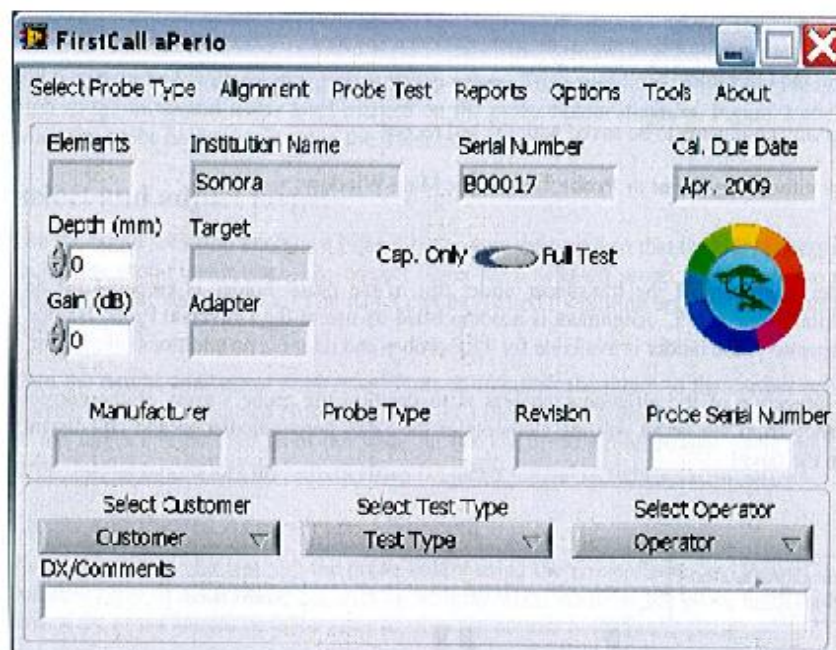 FirstCall aPerio
Select Probe Type Alignment Probe Test Reports Options Tools About
Elements Institution Name Serial Number Cal. Due Date
Sonora B00017 Apr. 2009
Depth (mm) Target
0 Cap. Only Full Test
Gain (dB) Adapter
0
Manufacturer Probe Type Revision Probe Serial Number
Select Customer Select Test Type Select Operator
Customer Test Type Operator
DX/Comments